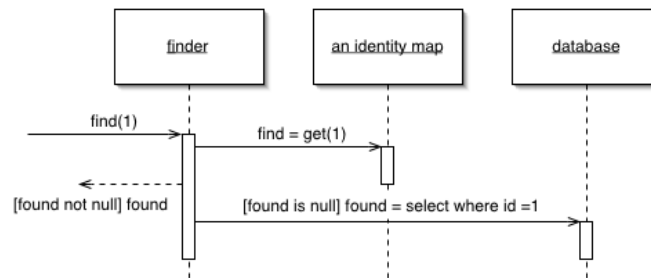 finder
an identity map
database
find(1)
find = get(1)
[found not null] found
[found is null] found = select where id =1